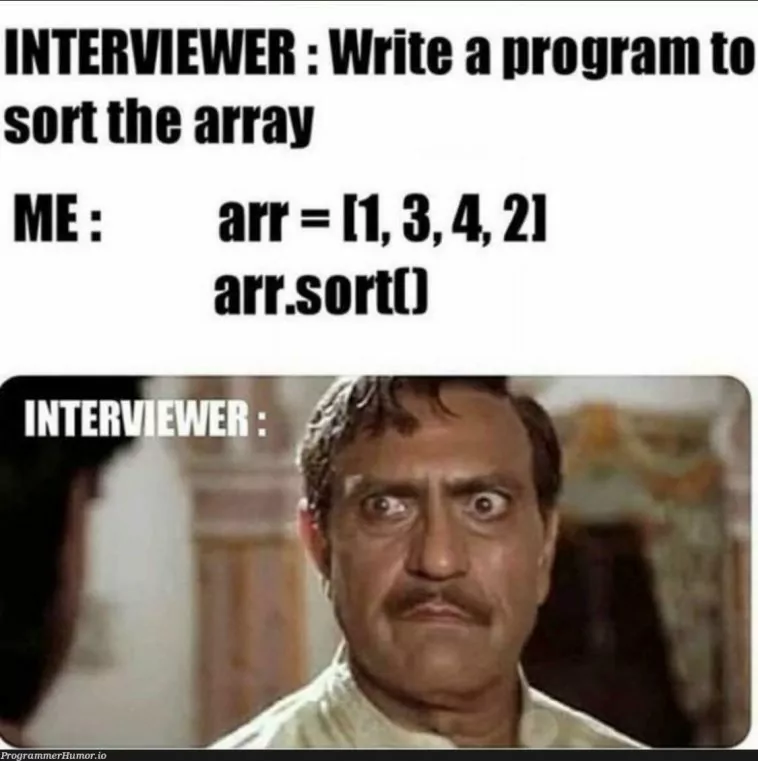 INTERVIEWER : Write a program to
sort the array
ME : arr = [1, 3, 4, 2]
arr.sort()
INTERVIEWER :
ProgrammerHumor.io